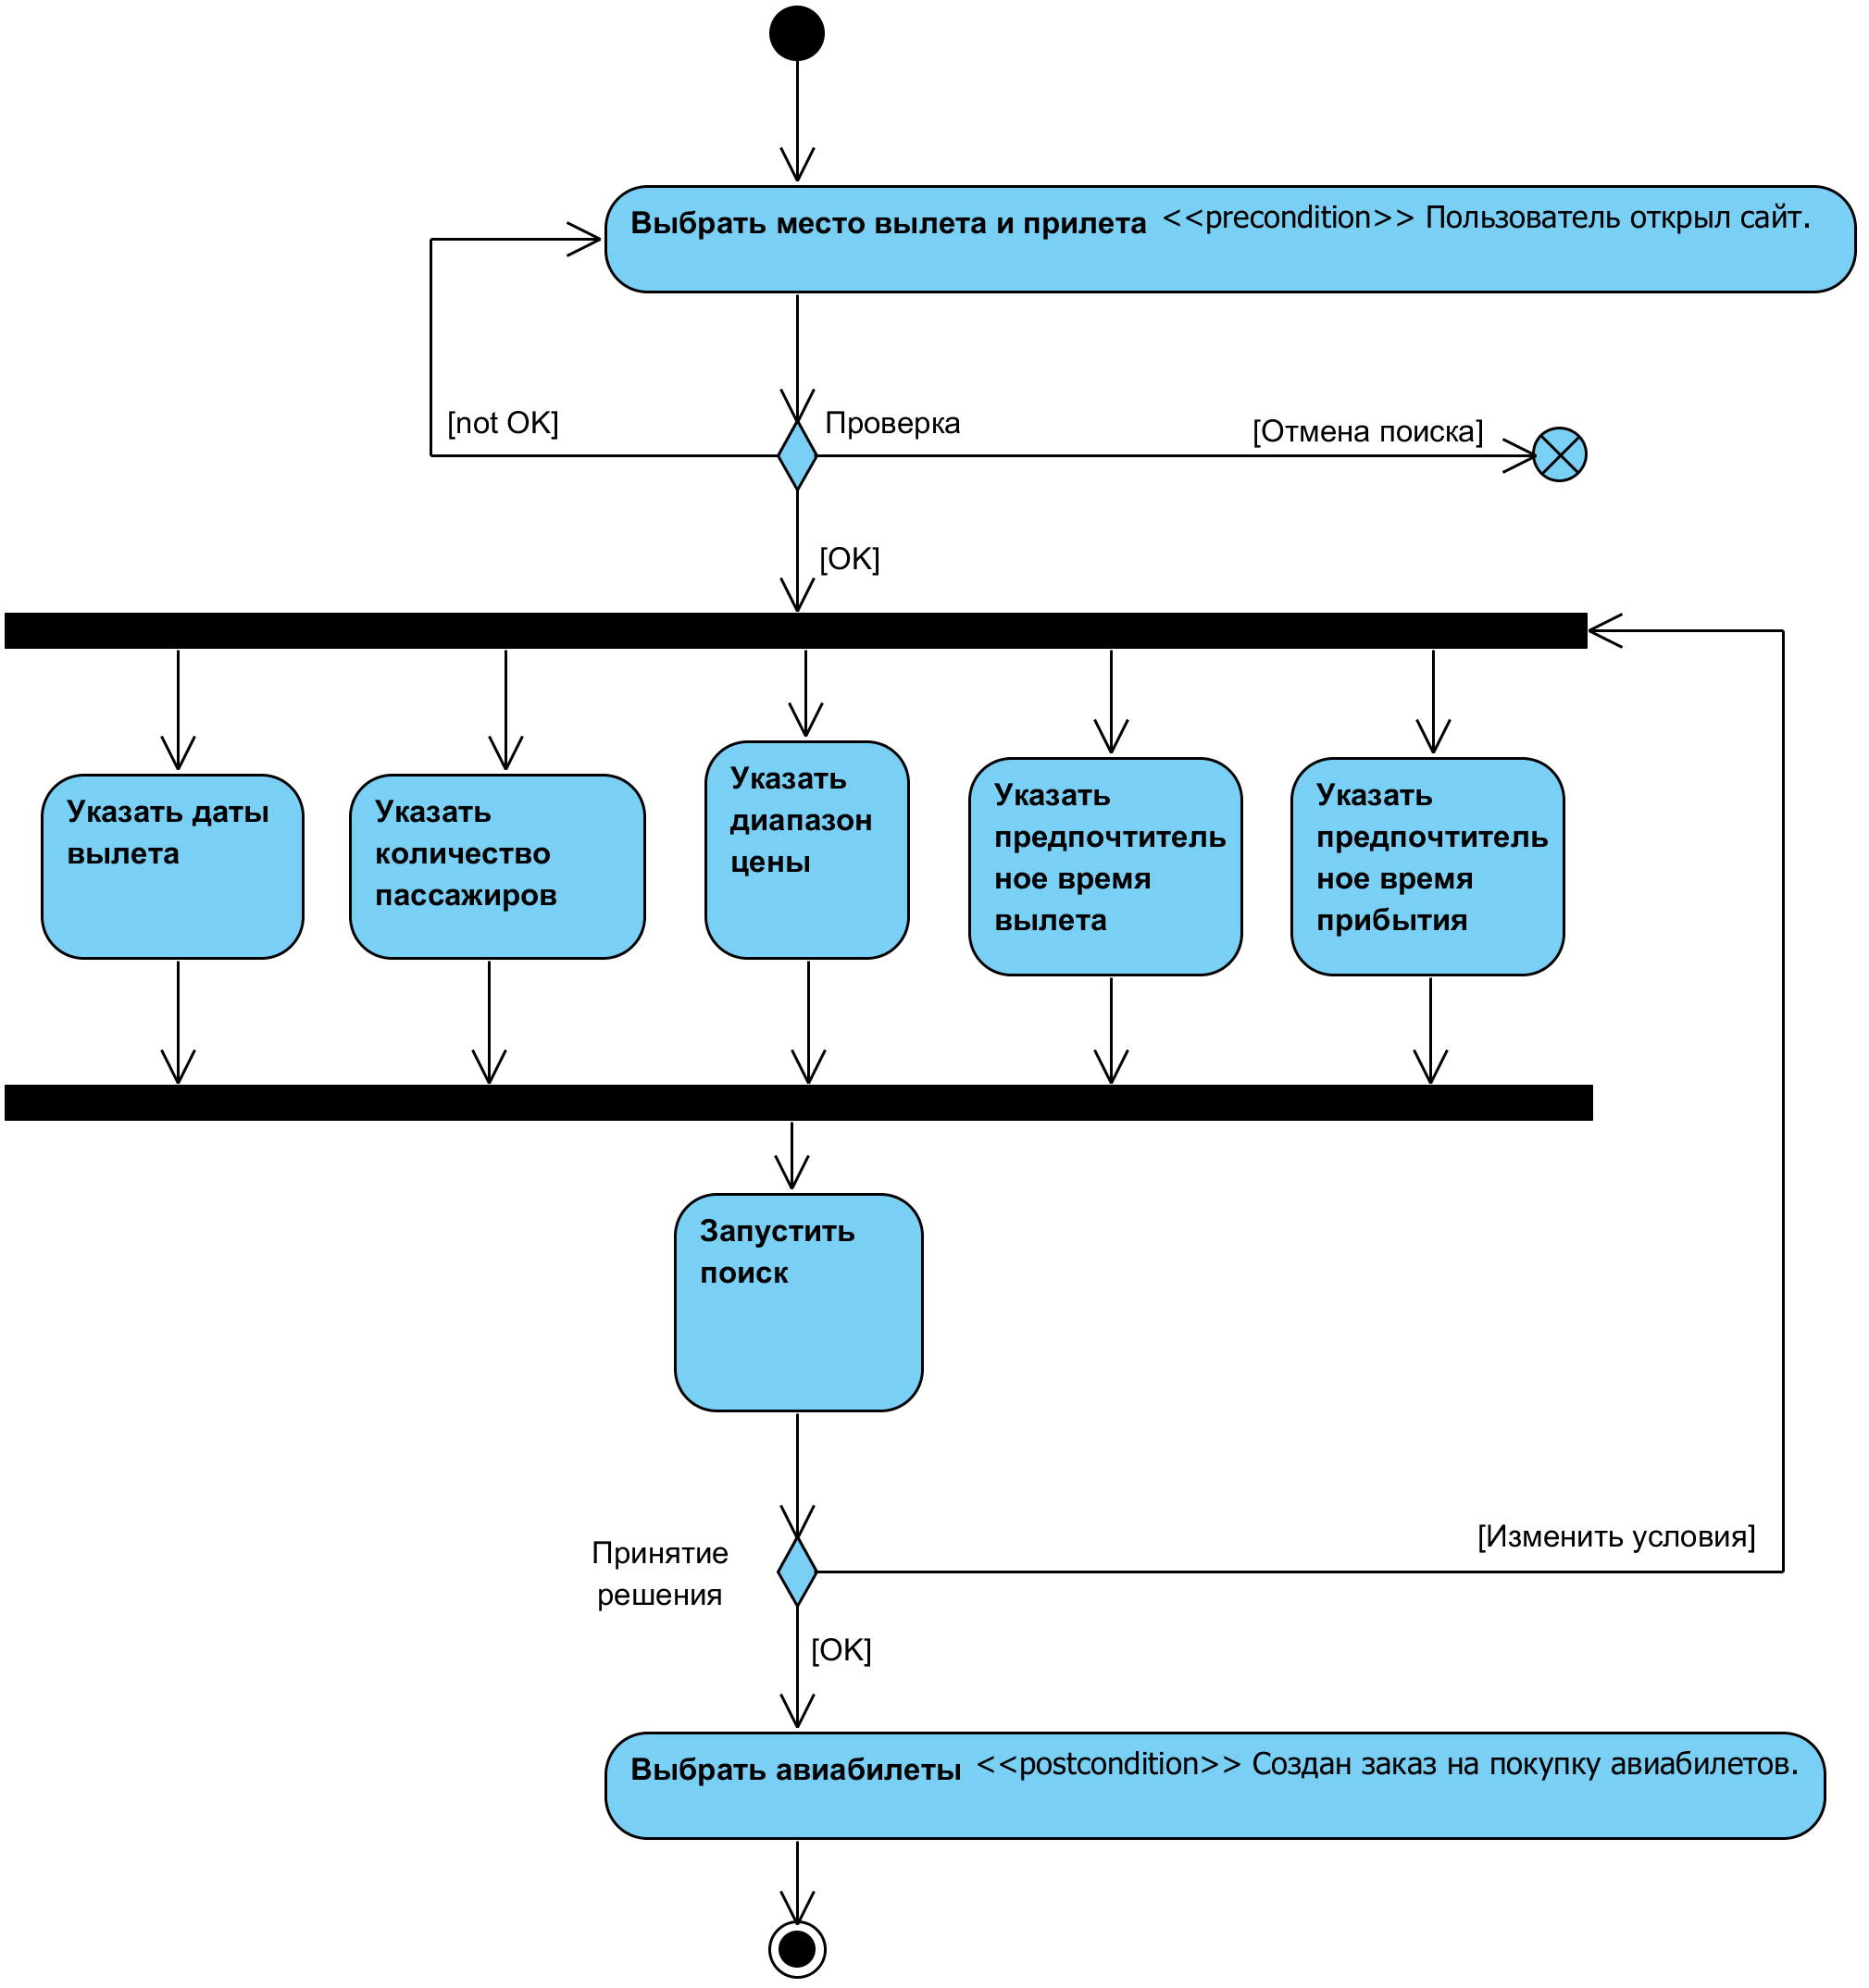 Выбрать место вылета и прилета <<precondition>> Пользователь открыл сайт.
[not OK]
Проверка
[Отмена поиска]
[OK]
Указать даты
вылета
Указать
количество
пассажиров
Указать
диапазон
цены
Указать
предпочтитель
ное время
вылета
Указать
предпочтитель
ное время
прибытия
Запустить
поиск
Принятие
решения
[Изменить условия]
[OK]
Выбрать авиабилеты <<postcondition>> Создан заказ на покупку авиабилетов.